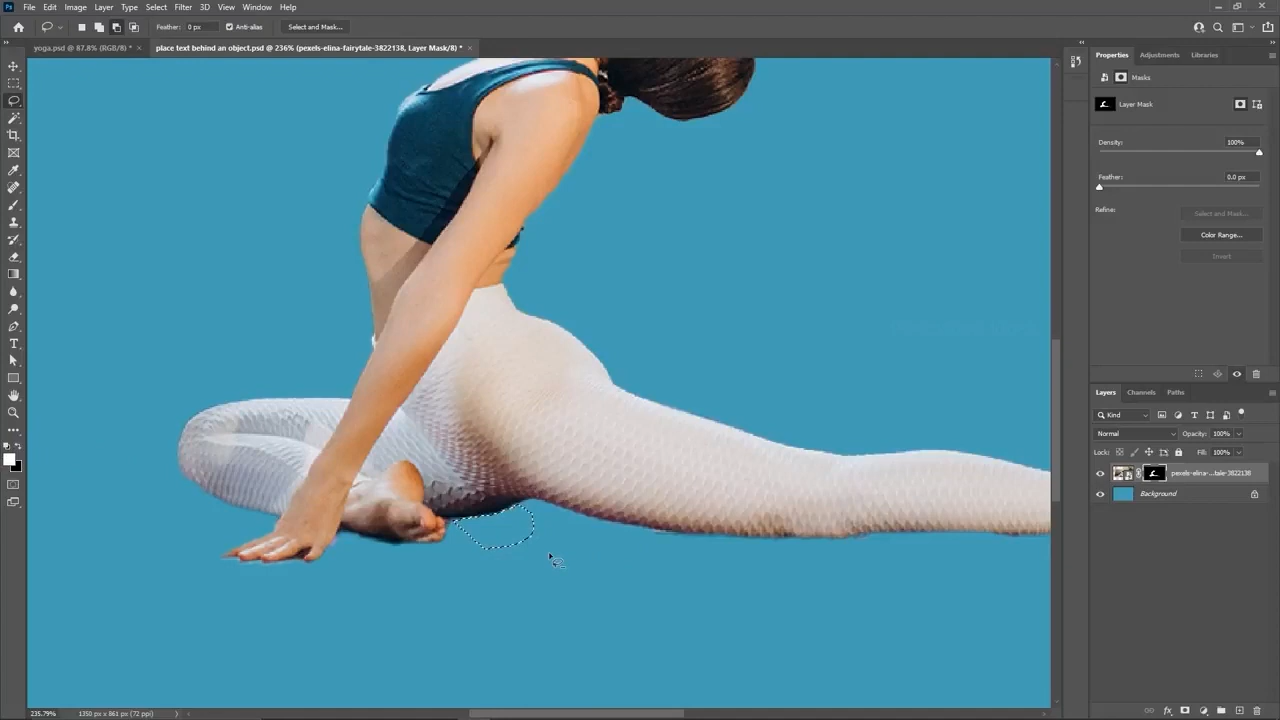 Ps File Edit Image Layer Type Select Filter 3D View Window Help
Feather: 0 px Anti-alias Select and Mask...
yoga.psd @ 87.8% (RGB/8) * × place text behind an object.psd @ 236% (pexels-elina-fairytale-3822138, Layer Mask/8) * ×
Properties Adjustments Libraries
Masks
Layer Mask
Density: 100%
Feather: 0.0 px
Refine: Select and Mask...
Color Range...
Invert
Layers Channels Paths
Kind
Normal Opacity: 100%
Lock: Fill: 100%
pexels-elina-...tale-3822138
Background
235.79% 1350 px x 861 px (72 ppi)